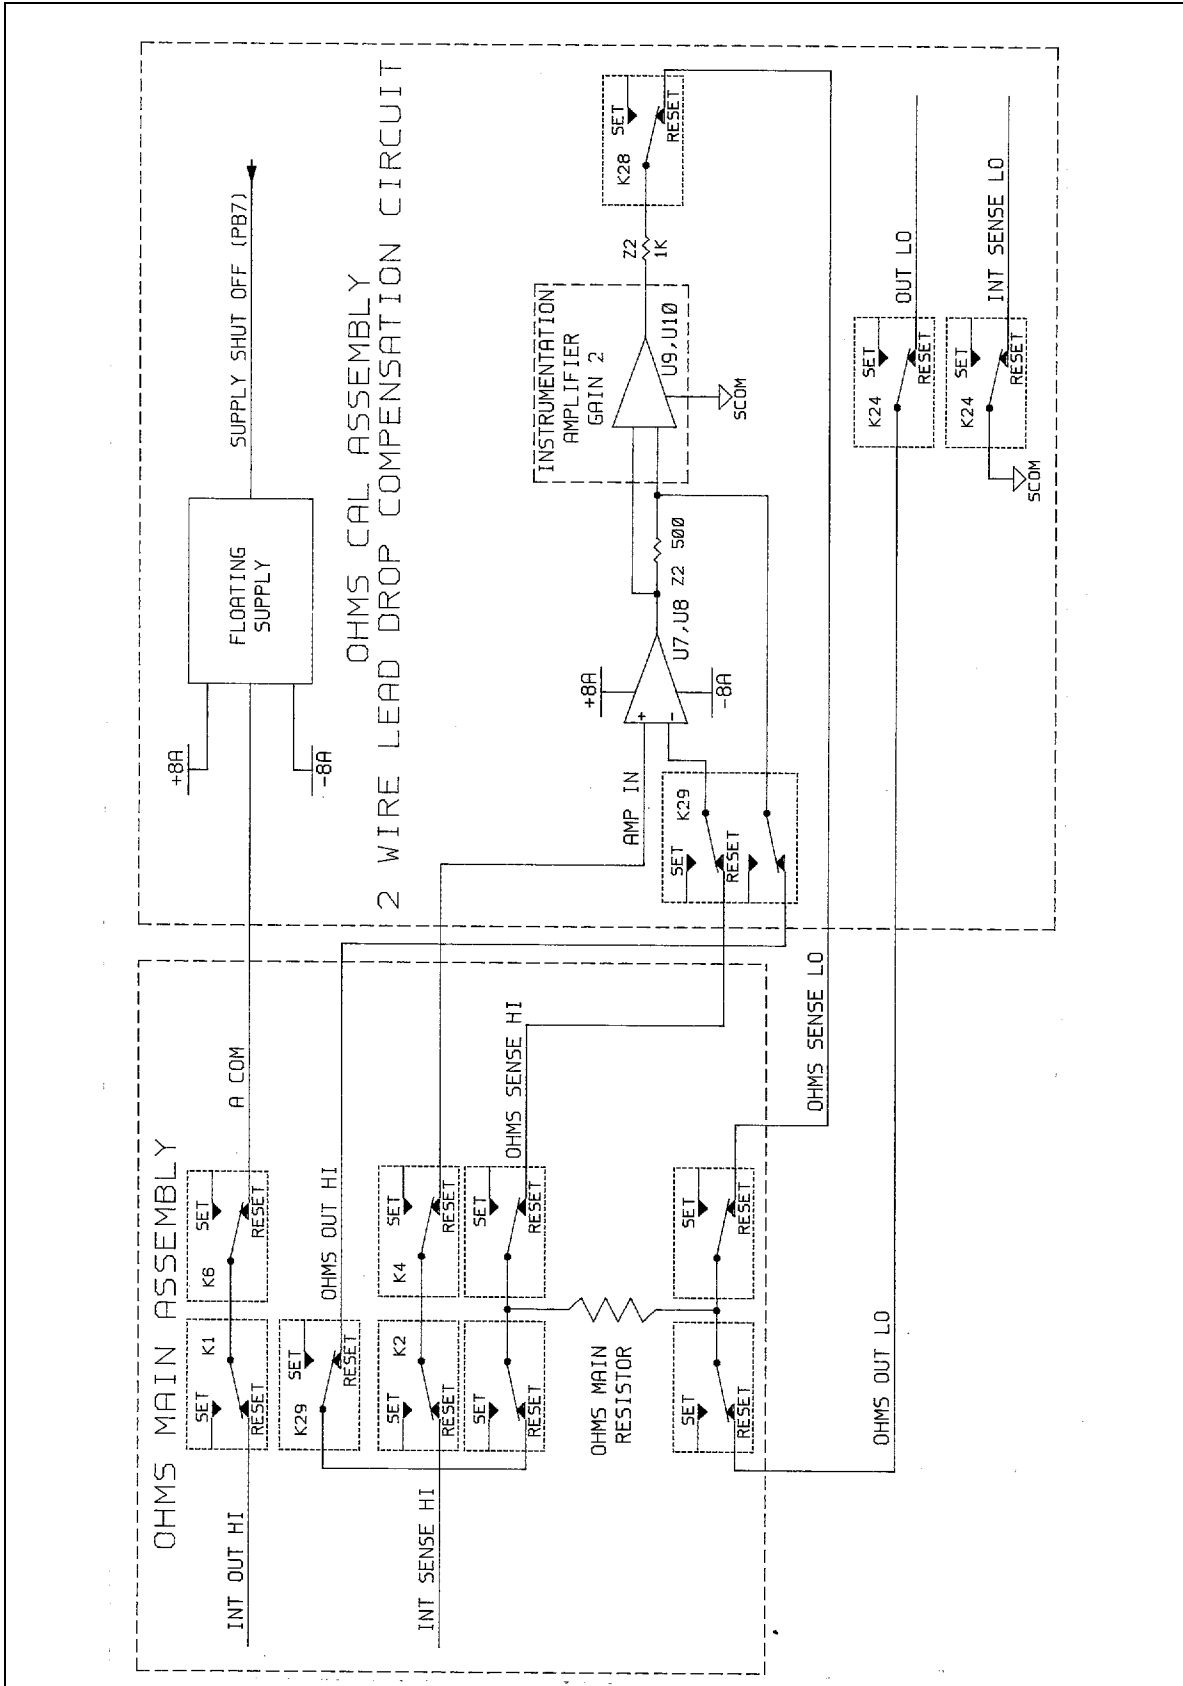 OHMS MAIN ASSEMBLY
INT OUT HI
SET
RESET
K1
K6
SET
RESET
A COM
K29
SET
RESET
OHMS OUT HI
INT SENSE HI
SET
RESET
K2
K4
SET
RESET
SET
RESET
SET
RESET
OHMS SENSE HI
OHMS MAIN
RESISTOR
SET
RESET
SET
RESET
OHMS OUT LO
OHMS SENSE LO
+8A
-8A
FLOATING
SUPPLY
SUPPLY SHUT OFF (PB7)
OHMS CAL ASSEMBLY
2 WIRE LEAD DROP COMPENSATION CIRCUIT
AMP IN
SET
K29
RESET
+8A
+
-
-8A
U7,U8
Z2 500
INSTRUMENTATION
AMPLIFIER
GAIN 2
U9,U10
SCOM
Z2
1K
K28
SET
RESET
K24
SET
RESET
OUT LO
K24
SET
RESET
SCOM
INT SENSE LO